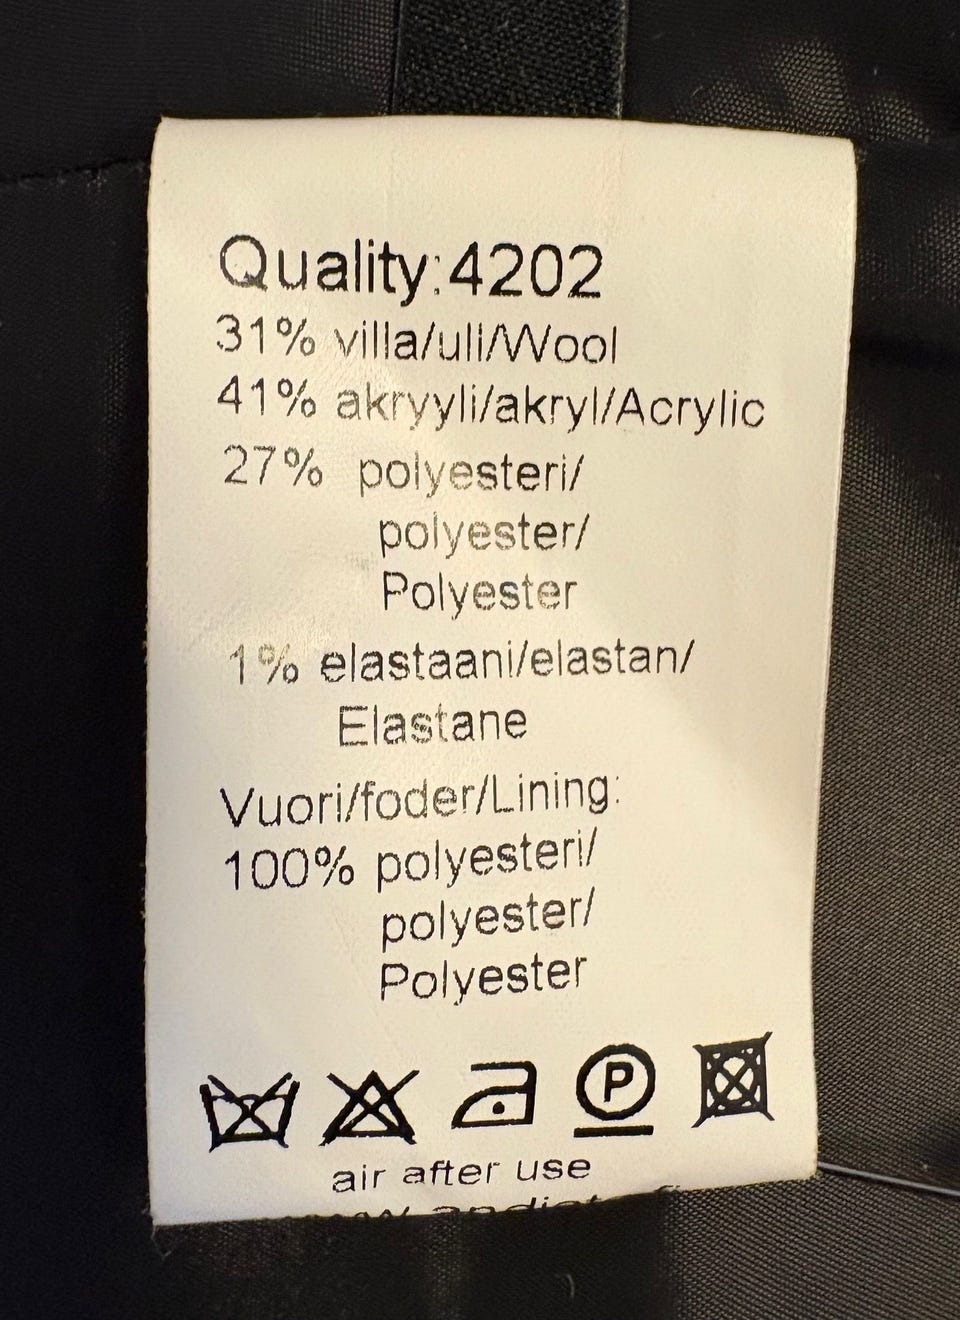 Quality:4202
31% villa/ull/Wool
41% akryyli/akryl/Acrylic
27% polyesteri/
polyester/
Polyester
1% elastaani/elastan/
Elastane
Vuori/foder/Lining:
100% polyesteri/
polyester/
Polyester
P
air after use